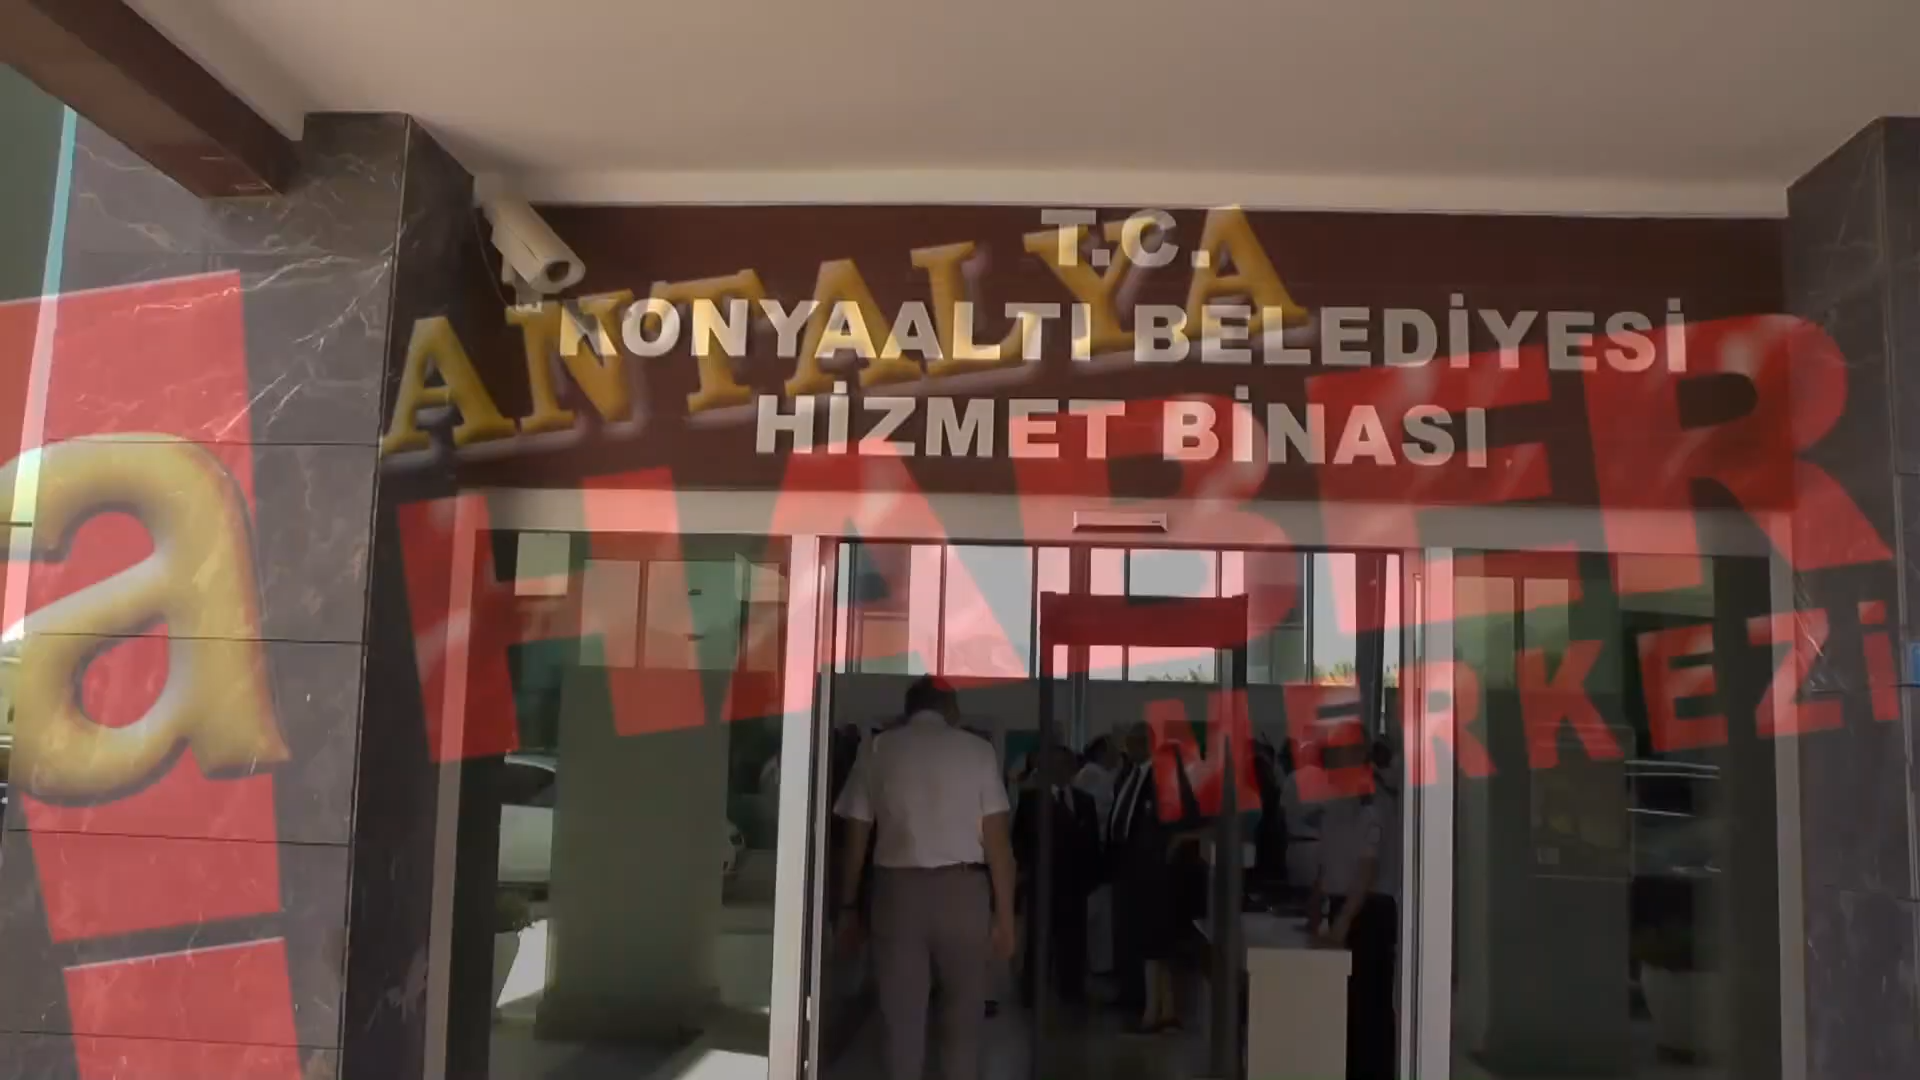 T.C.
KONYAALTI BELEDİYESİ
HİZMET BİNASI
ANTALYA
a HABER
MERKEZİ